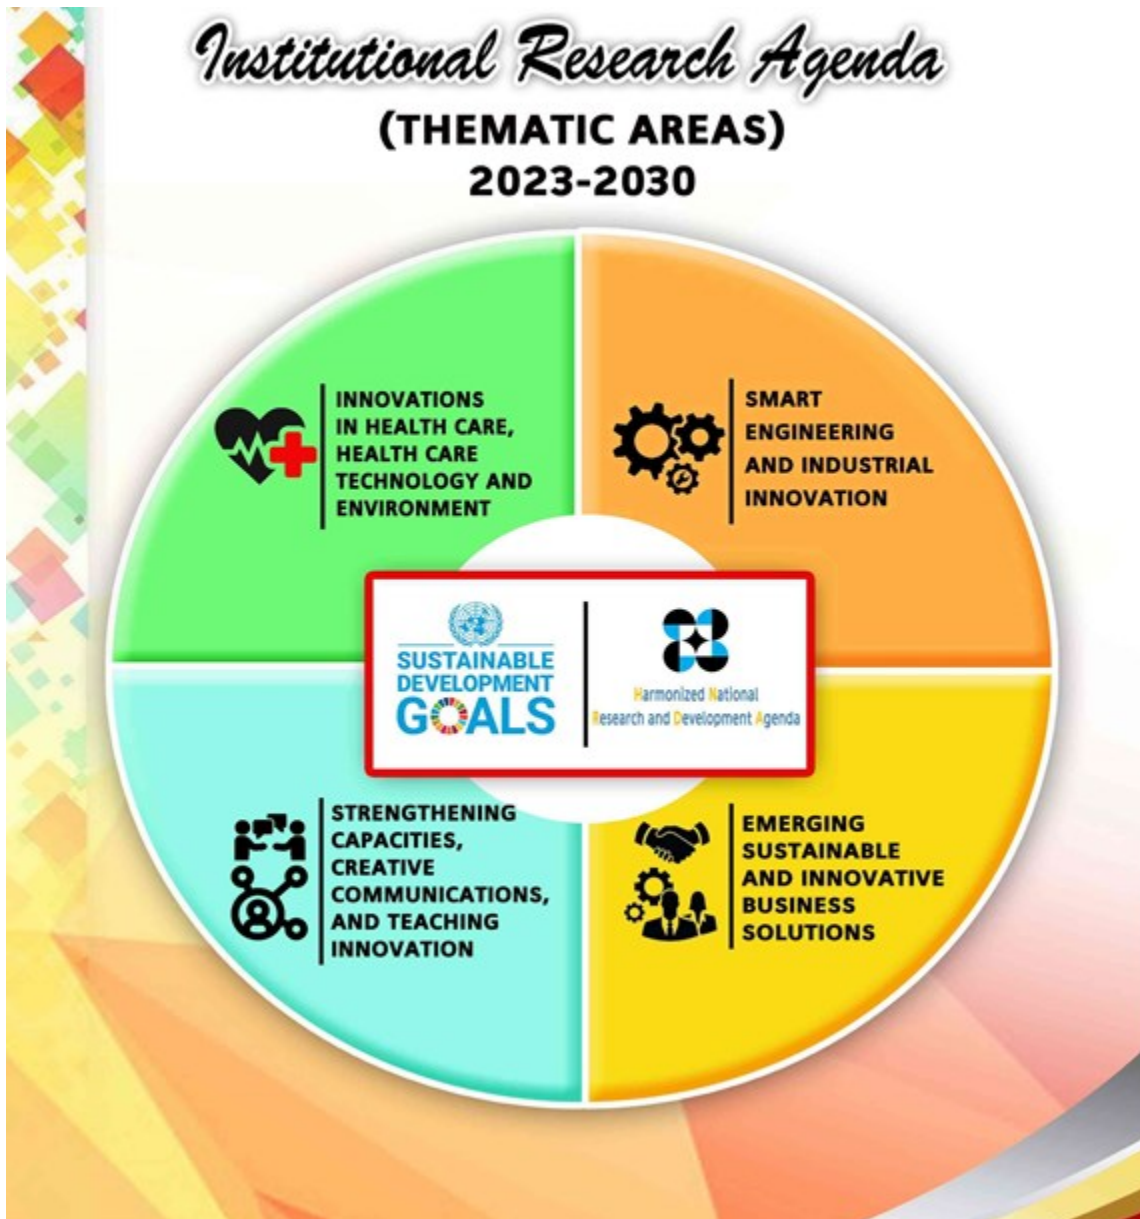 Institutional Research Agenda
(THEMATIC AREAS)
2023-2030
INNOVATIONS
IN HEALTH CARE,
HEALTH CARE
TECHNOLOGY AND
ENVIRONMENT
SMART
ENGINEERING
AND INDUSTRIAL
INNOVATION
SUSTAINABLE
DEVELOPMENT
GOALS
Harmonized National
Research and Development Agenda
STRENGTHENING
CAPACITIES,
CREATIVE
COMMUNICATIONS,
AND TEACHING
INNOVATION
EMERGING
SUSTAINABLE
AND INNOVATIVE
BUSINESS
SOLUTIONS